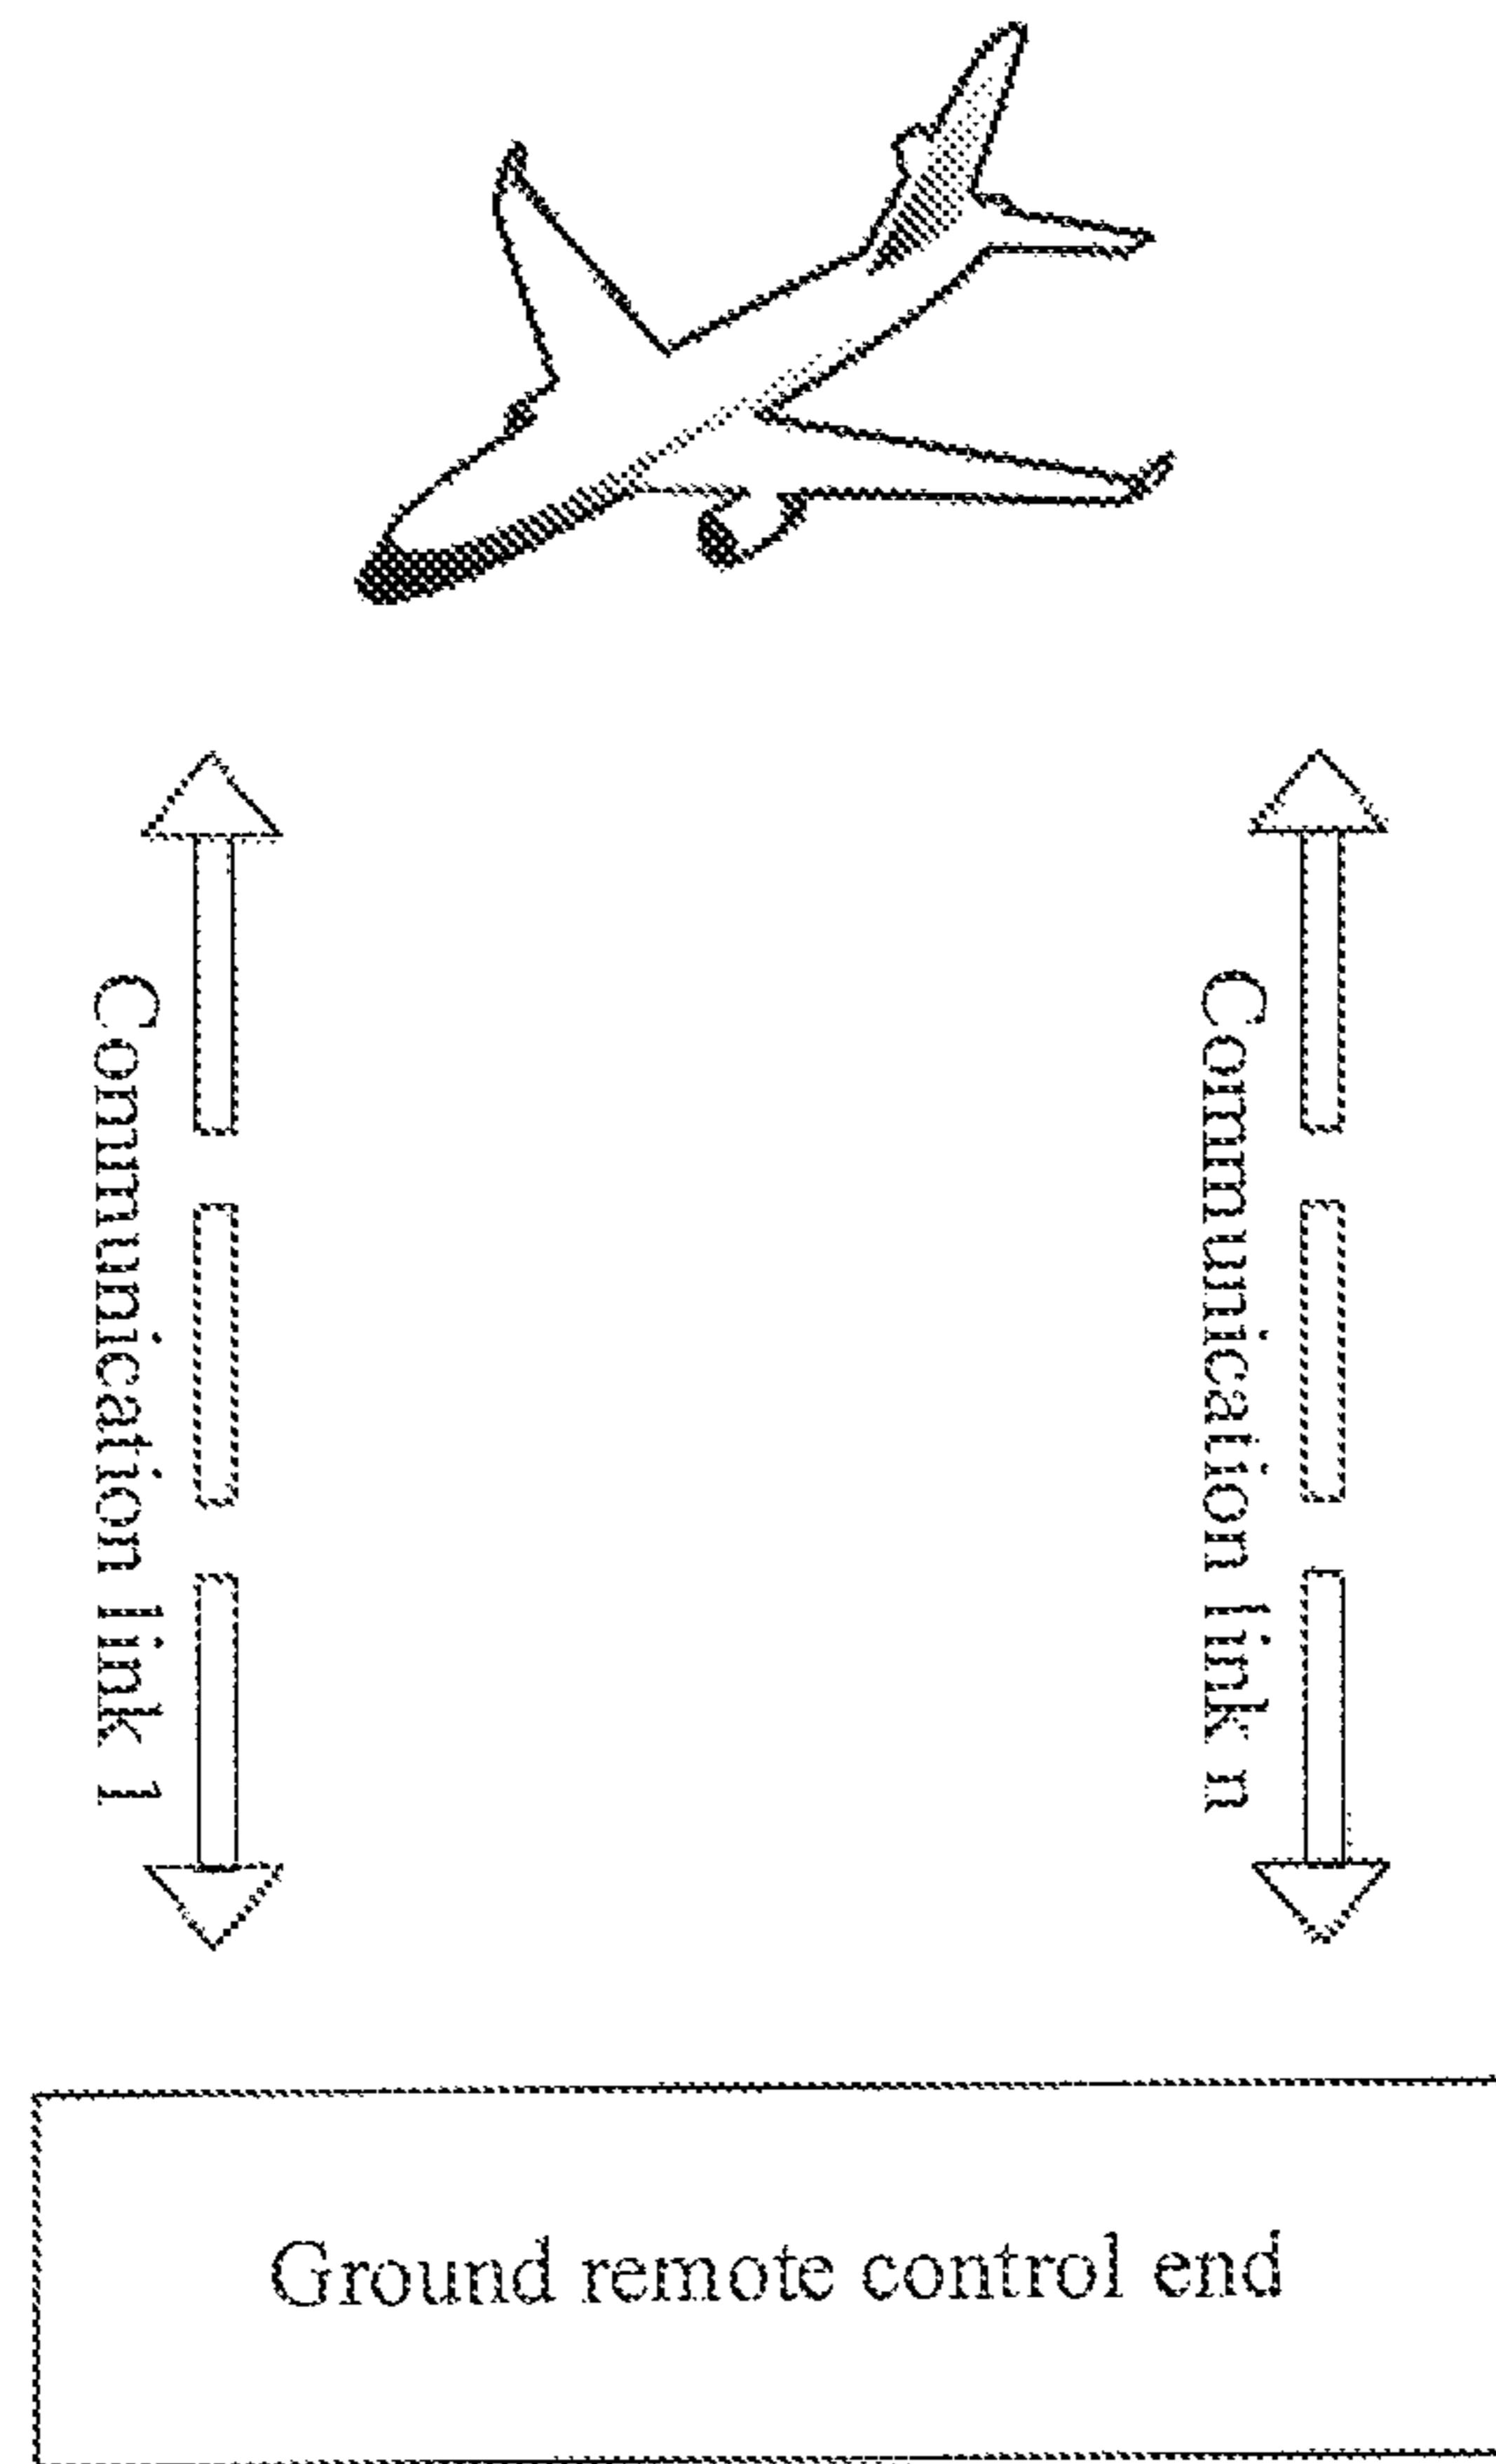 Communication link 1
Communication link n
Ground remote control end